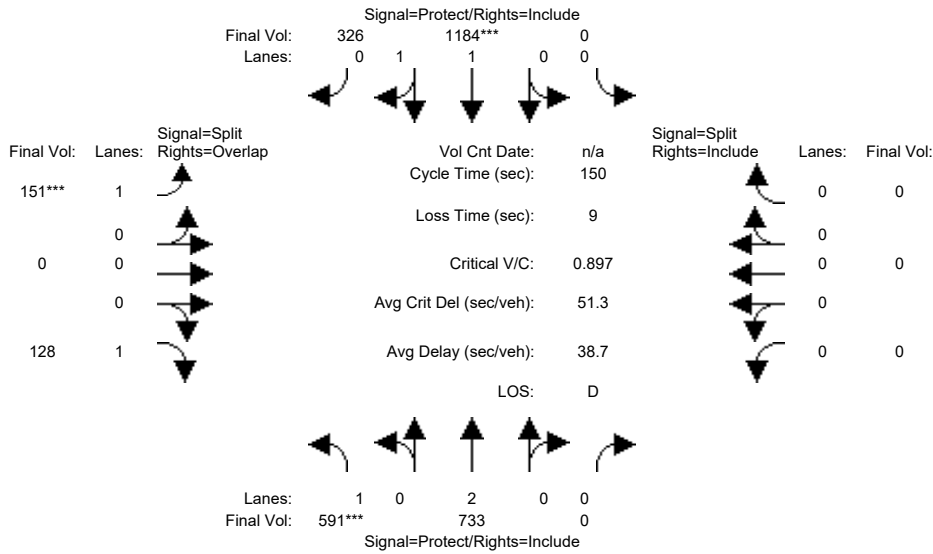 Signal=Protect/Rights=Include
Final Vol: 326 1184*** 0
Lanes: 0 1 1 0 0
Signal=Split
Final Vol: Lanes: Rights=Overlap
Vol Cnt Date: n/a
Signal=Split
Rights=Include Lanes: Final Vol:
Cycle Time (sec): 150
151*** 1 0 0
Loss Time (sec): 9
0 0
0 0 Critical V/C: 0.897 0 0
0 Avg Crit Del (sec/veh): 51.3 0
128 1 Avg Delay (sec/veh): 38.7 0 0
LOS: D
Lanes: 1 0 2 0 0
Final Vol: 591*** 733 0
Signal=Protect/Rights=Include